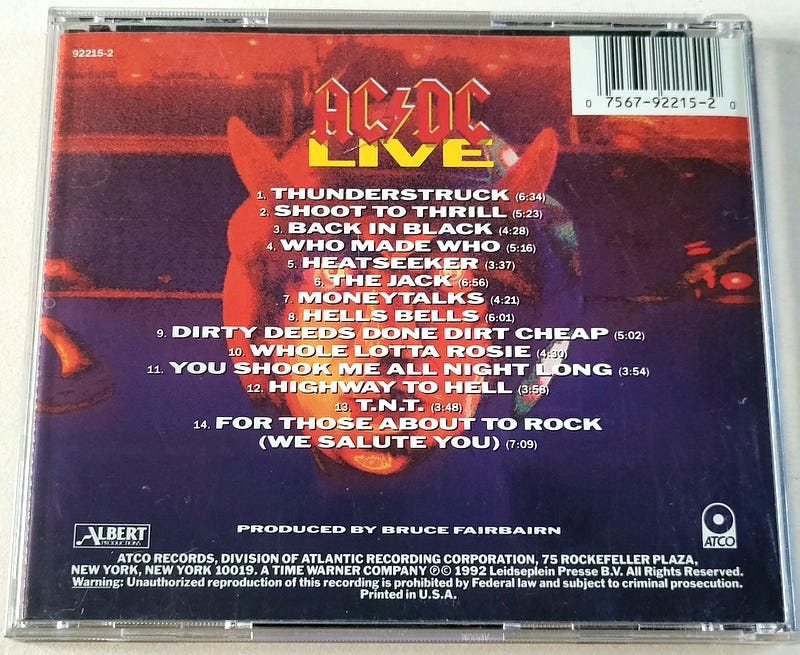 92215-2
0 7567-92215-2 0
AC/DC
LIVE
1. THUNDERSTRUCK (6:34)
2. SHOOT TO THRILL (5:23)
3. BACK IN BLACK (4:28)
4. WHO MADE WHO (5:16)
5. HEATSEEKER (3:37)
6. THE JACK (6:56)
7. MONEYTALKS (4:21)
8. HELLS BELLS (6:01)
9. DIRTY DEEDS DONE DIRT CHEAP (5:02)
10. WHOLE LOTTA ROSIE (4:30)
11. YOU SHOOK ME ALL NIGHT LONG (3:54)
12. HIGHWAY TO HELL (3:58)
13. T.N.T. (3:48)
14. FOR THOSE ABOUT TO ROCK
(WE SALUTE YOU) (7:09)
PRODUCED BY BRUCE FAIRBAIRN
ALBERT
PRODUCTIONS
ATCO
ATCO RECORDS, DIVISION OF ATLANTIC RECORDING CORPORATION, 75 ROCKEFELLER PLAZA,
NEW YORK, NEW YORK 10019. A TIME WARNER COMPANY ℗© 1992 Leidseplein Presse B.V. All Rights Reserved.
Warning: Unauthorized reproduction of this recording is prohibited by Federal law and subject to criminal prosecution.
Printed in U.S.A.